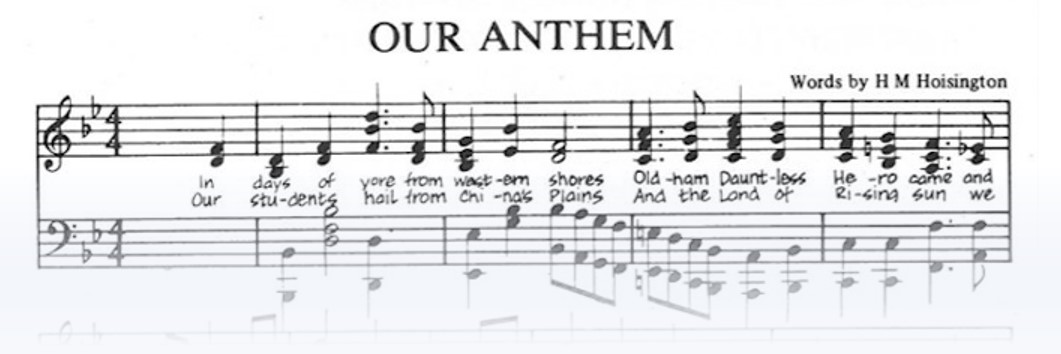 OUR ANTHEM
Words by H M Hoisington
In days of yore from west-ern shores Old-ham Daunt-less He-ro came and
Our stu-dents hail from Chi-na's Plains And the Land of Ri-sing sun we